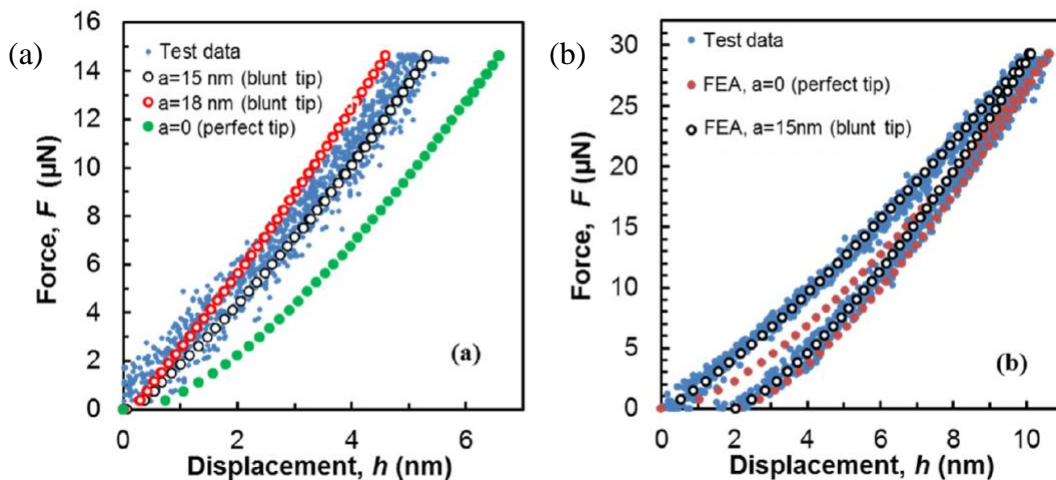 (a)
16
14
12
10
8
6
4
2
0
Force, F (µN)
Test data
a=15 nm (blunt tip)
a=18 nm (blunt tip)
a=0 (perfect tip)
(a)
0 2 4 6
Displacement, h (nm)
(b)
30
25
20
15
10
5
0
Force, F (µN)
Test data
FEA, a=0 (perfect tip)
FEA, a=15nm (blunt tip)
(b)
0 2 4 6 8 10
Displacement, h (nm)